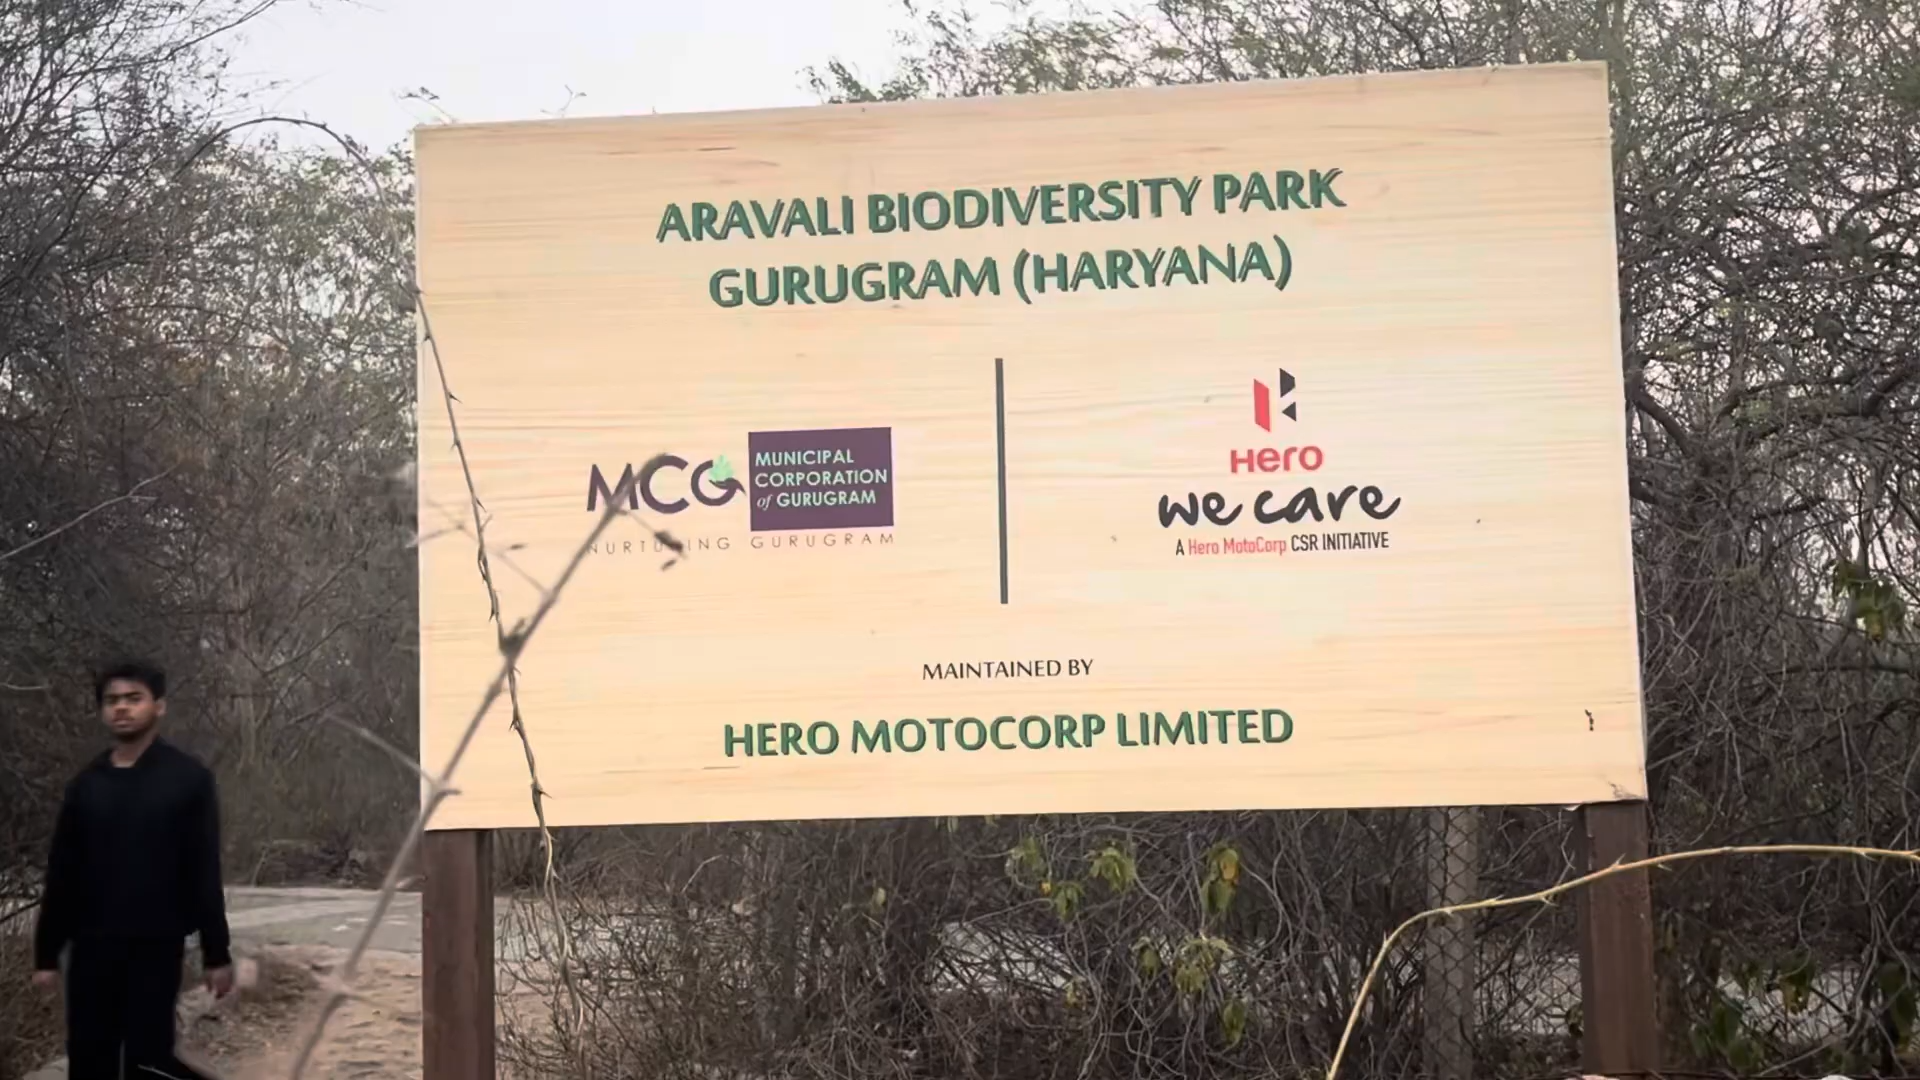 ARAVALI BIODIVERSITY PARK
GURUGRAM (HARYANA)
MCG
MUNICIPAL
CORPORATION
of GURUGRAM
NURTURING GURUGRAM
Hero
we care
A Hero MotoCorp CSR INITIATIVE
MAINTAINED BY
HERO MOTOCORP LIMITED